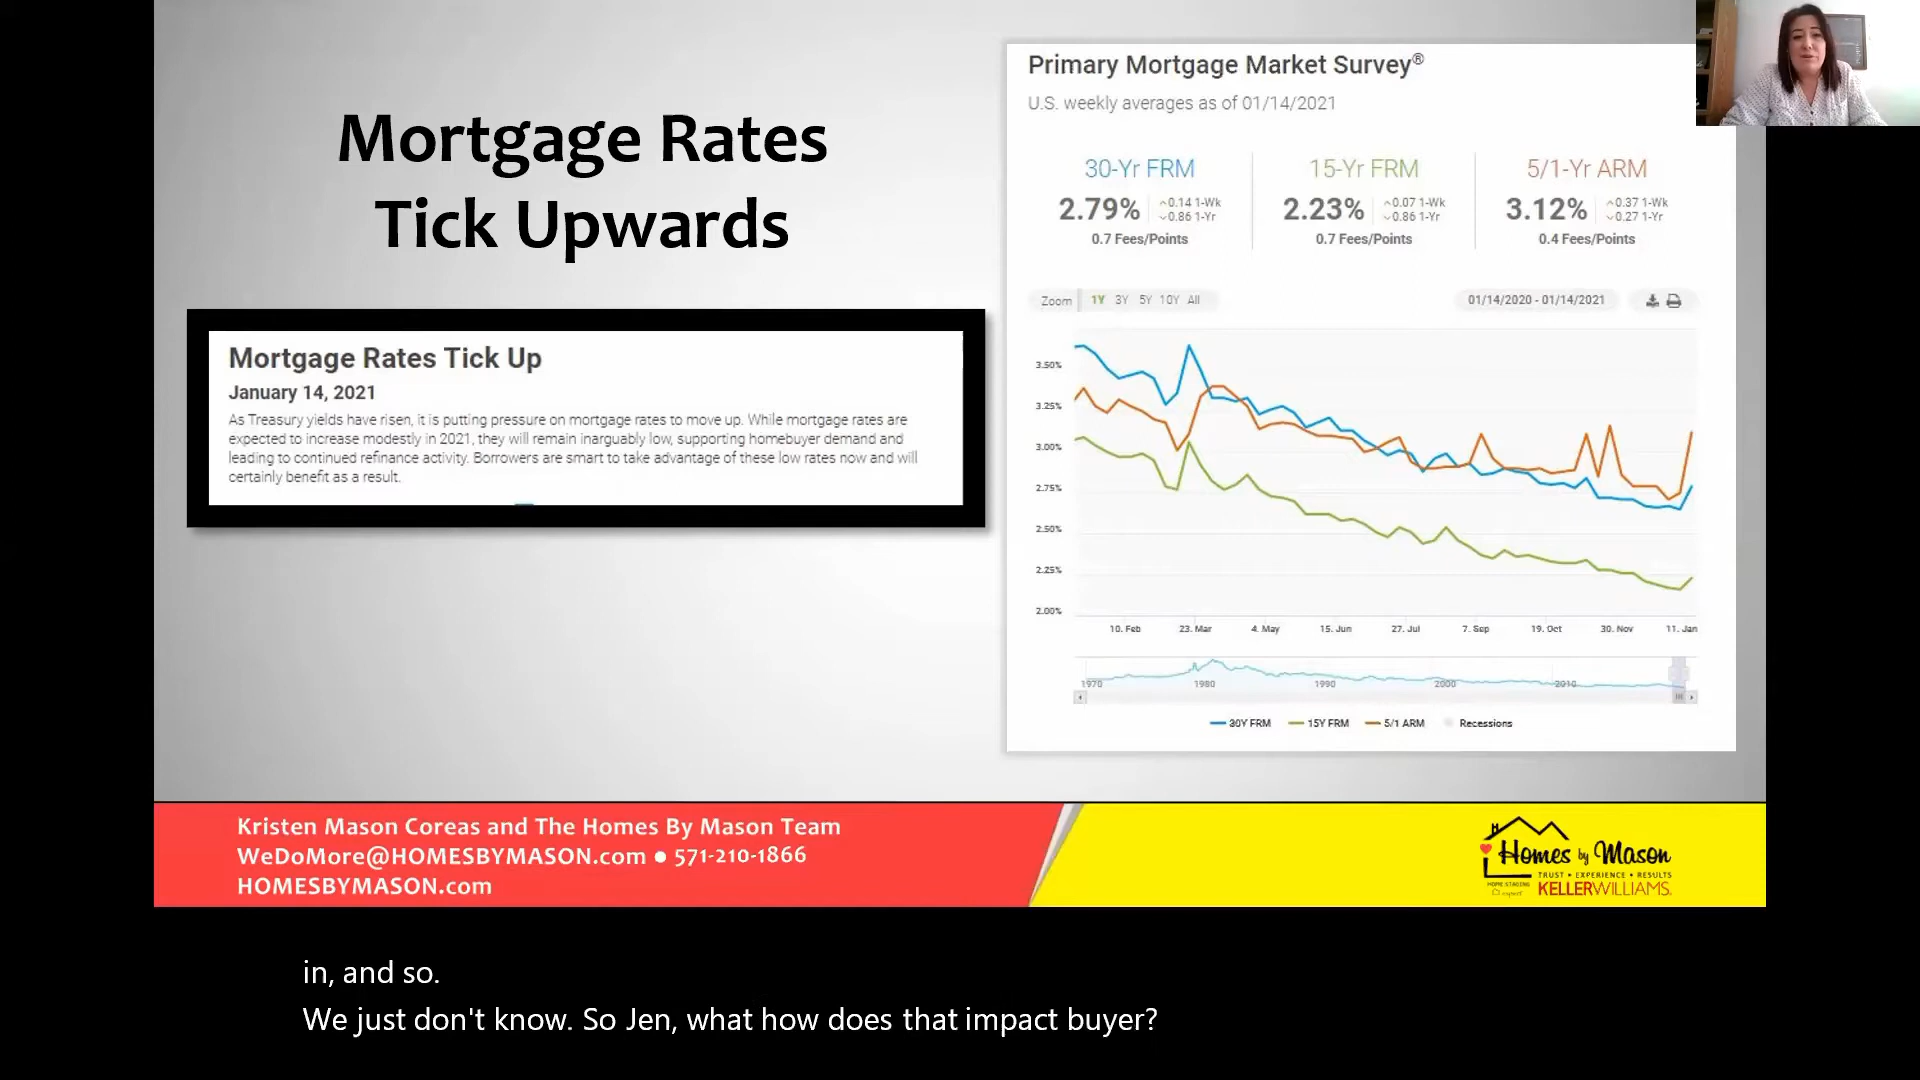 Mortgage Rates
Tick Upwards
Mortgage Rates Tick Up
January 14, 2021
As Treasury yields have risen, it is putting pressure on mortgage rates to move up. While mortgage rates are
expected to increase modestly in 2021, they will remain inarguably low, supporting homebuyer demand and
leading to continued refinance activity. Borrowers are smart to take advantage of these low rates now and will
certainly benefit as a result.
Primary Mortgage Market Survey®
U.S. weekly averages as of 01/14/2021
30-Yr FRM
2.79%
0.14 1-Wk
0.86 1-Yr
0.7 Fees/Points
15-Yr FRM
2.23%
0.07 1-Wk
0.86 1-Yr
0.7 Fees/Points
5/1-Yr ARM
3.12%
0.37 1-Wk
0.27 1-Yr
0.4 Fees/Points
Zoom 1Y 3Y 5Y 10Y All
01/14/2020 - 01/14/2021
3.50%
3.25%
3.00%
2.75%
2.50%
2.25%
2.00%
10. Feb 23. Mar 4. May 15. Jun 27. Jul 7. Sep 19. Oct 30. Nov 11. Jan
1970 1980 1990 2000 2010
30Y FRM 15Y FRM 5/1 ARM Recessions
Kristen Mason Coreas and The Homes By Mason Team
WeDoMore@HOMESBYMASON.com ● 571-210-1866
HOMESBYMASON.com
Homes by Mason
TRUST • EXPERIENCE • RESULTS
HOME STAGING
expert
KELLERWILLIAMS.
in, and so.
We just don't know. So Jen, what how does that impact buyer?